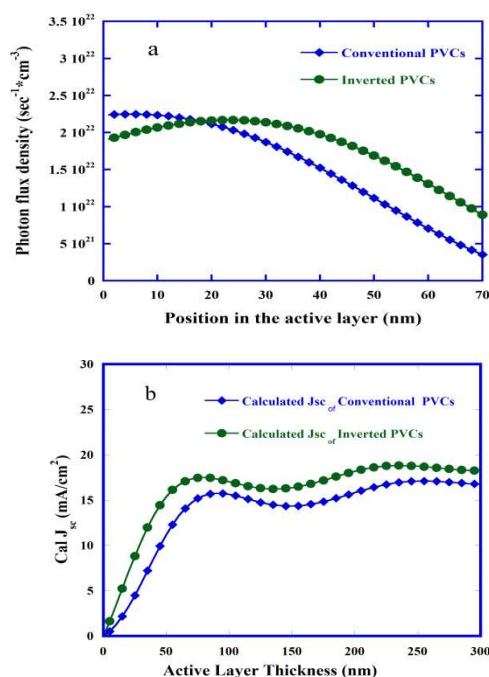 a
Conventional PVCs
Inverted PVCs
Photon flux density (sec⁻¹*cm⁻³)
3.5 10²²
3 10²²
2.5 10²²
2 10²²
1.5 10²²
1 10²²
5 10²¹
0
0 10 20 30 40 50 60 70
Position in the active layer (nm)
b
Calculated Jsc of Conventional PVCs
Calculated Jsc of Inverted PVCs
Cal J sc (mA/cm²)
30
25
20
15
10
5
0
0 50 100 150 200 250 300
Active Layer Thickness (nm)